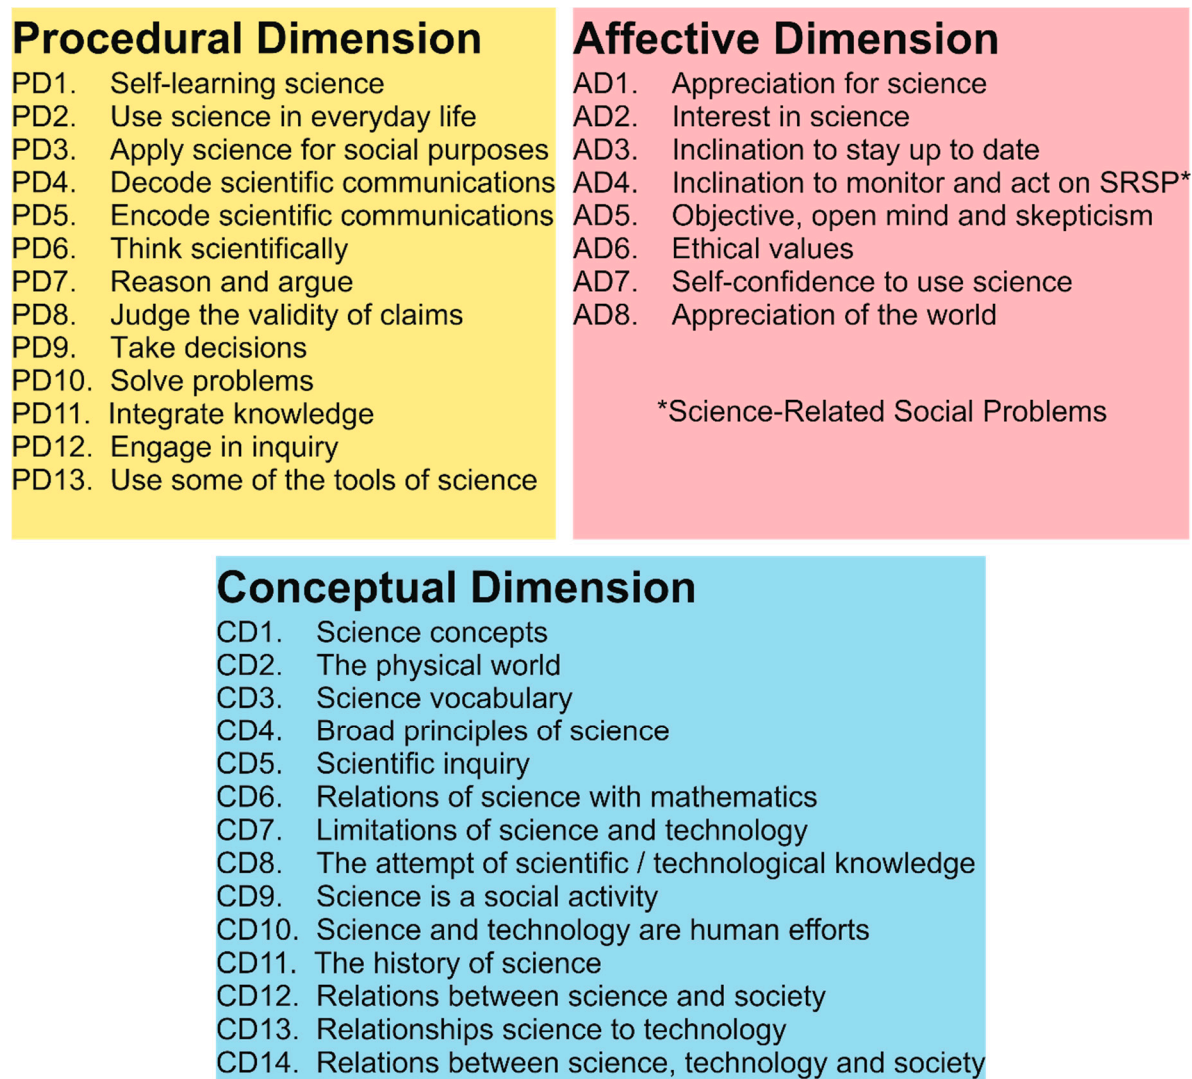 Procedural Dimension
PD1. Self-learning science
PD2. Use science in everyday life
PD3. Apply science for social purposes
PD4. Decode scientific communications
PD5. Encode scientific communications
PD6. Think scientifically
PD7. Reason and argue
PD8. Judge the validity of claims
PD9. Take decisions
PD10. Solve problems
PD11. Integrate knowledge
PD12. Engage in inquiry
PD13. Use some of the tools of science
Affective Dimension
AD1. Appreciation for science
AD2. Interest in science
AD3. Inclination to stay up to date
AD4. Inclination to monitor and act on SRSP*
AD5. Objective, open mind and skepticism
AD6. Ethical values
AD7. Self-confidence to use science
AD8. Appreciation of the world
*Science-Related Social Problems
Conceptual Dimension
CD1. Science concepts
CD2. The physical world
CD3. Science vocabulary
CD4. Broad principles of science
CD5. Scientific inquiry
CD6. Relations of science with mathematics
CD7. Limitations of science and technology
CD8. The attempt of scientific / technological knowledge
CD9. Science is a social activity
CD10. Science and technology are human efforts
CD11. The history of science
CD12. Relations between science and society
CD13. Relationships science to technology
CD14. Relations between science, technology and society